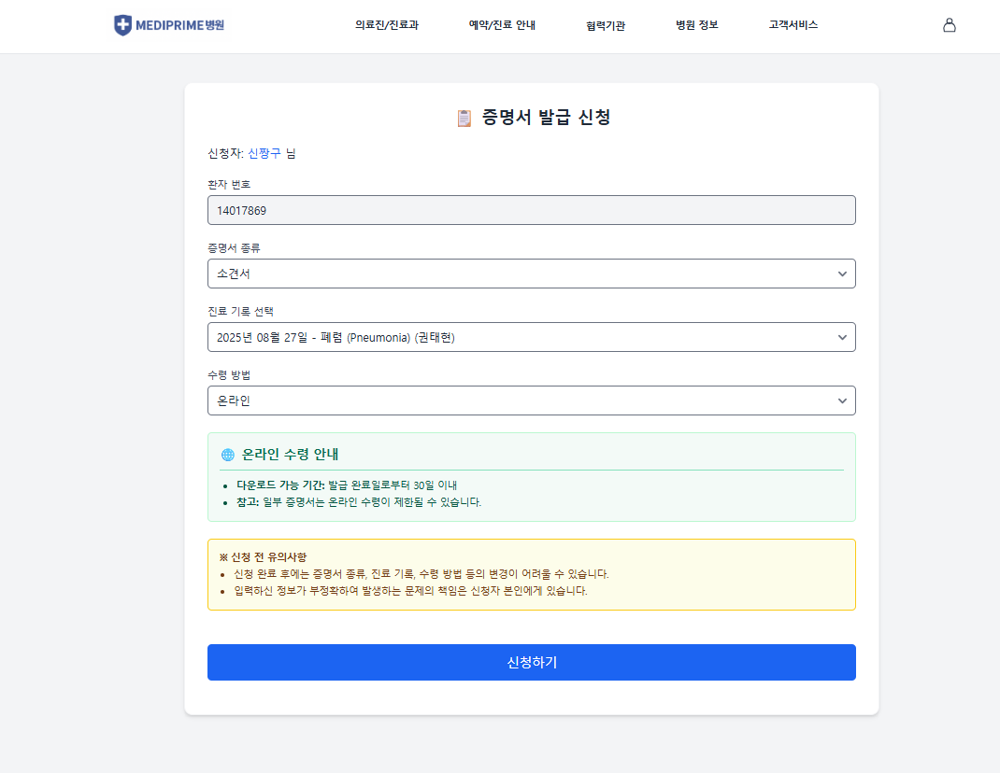 MEDIPRIME병원
의료진/진료과 예약/진료 안내 협력기관 병원 정보 고객서비스
증명서 발급 신청
신청자: 신짱구 님
환자 번호
14017869
증명서 종류
소견서
진료 기록 선택
2025년 08월 27일 - 폐렴 (Pneumonia) (권태현)
수령 방법
온라인
온라인 수령 안내
• 다운로드 가능 기간: 발급 완료일로부터 30일 이내
• 참고: 일부 증명서는 온라인 수령이 제한될 수 있습니다.
※ 신청 전 유의사항
• 신청 완료 후에는 증명서 종류, 진료 기록, 수령 방법 등의 변경이 어려울 수 있습니다.
• 입력하신 정보가 부정확하여 발생하는 문제의 책임은 신청자 본인에게 있습니다.
신청하기